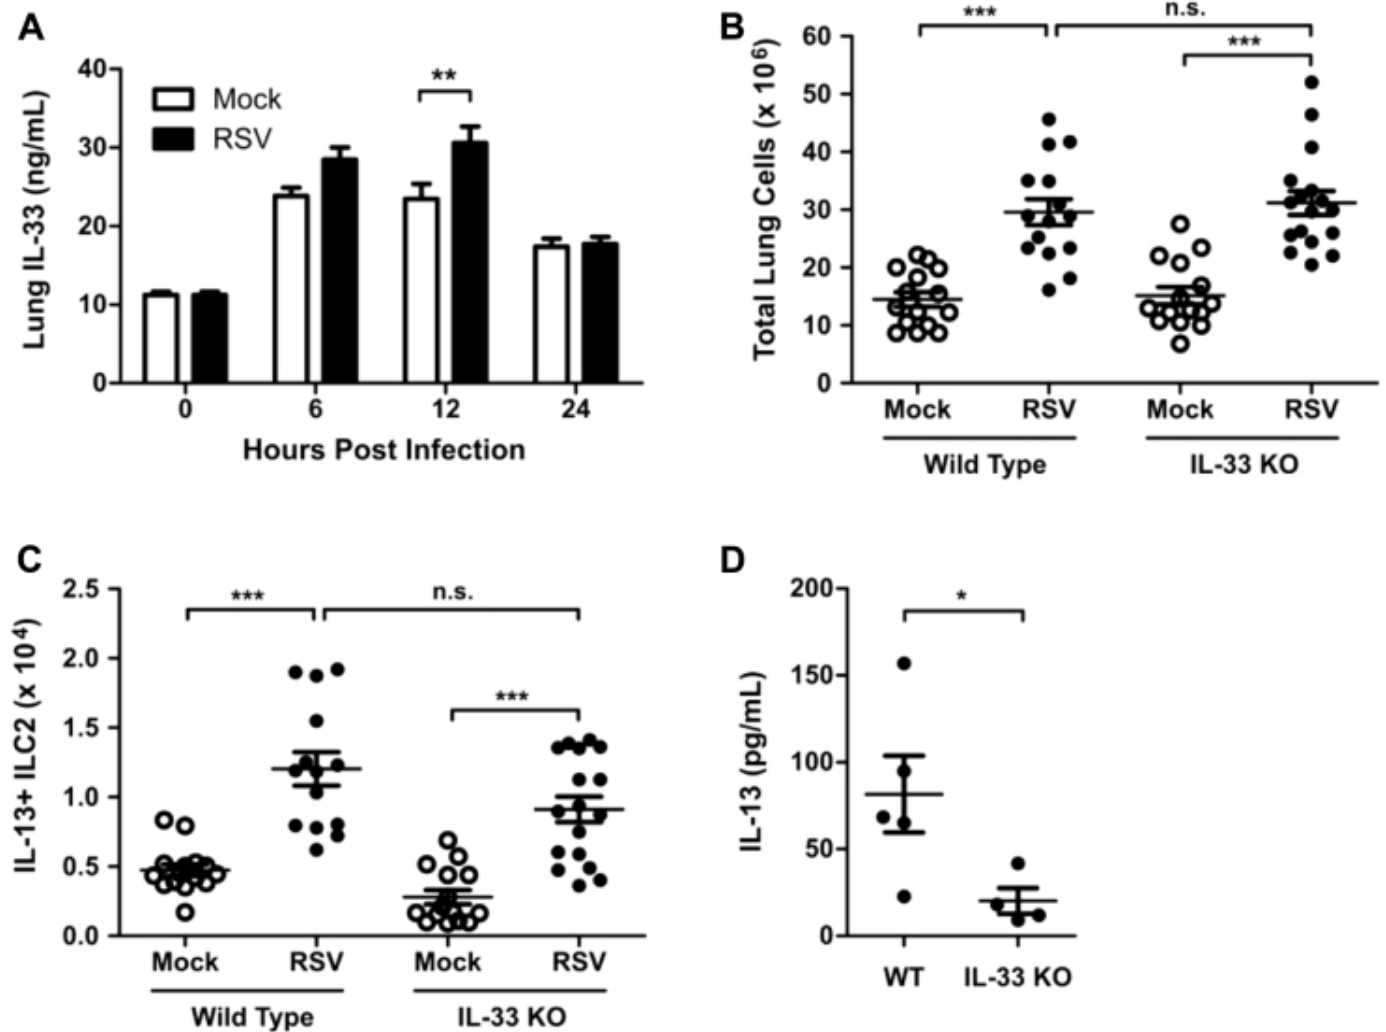 A
Lung IL-33 (ng/mL)
40
30
20
10
0
Mock
RSV
**
0 6 12 24
Hours Post Infection
B
Total Lung Cells (x 10⁶)
60
50
40
30
20
10
0
*** n.s.
***
Mock RSV Mock RSV
Wild Type IL-33 KO
C
IL-13+ ILC2 (x 10⁴)
2.5
2.0
1.5
1.0
0.5
0.0
*** n.s.
***
Mock RSV Mock RSV
Wild Type IL-33 KO
D
IL-13 (pg/mL)
200
150
100
50
0
*
WT IL-33 KO